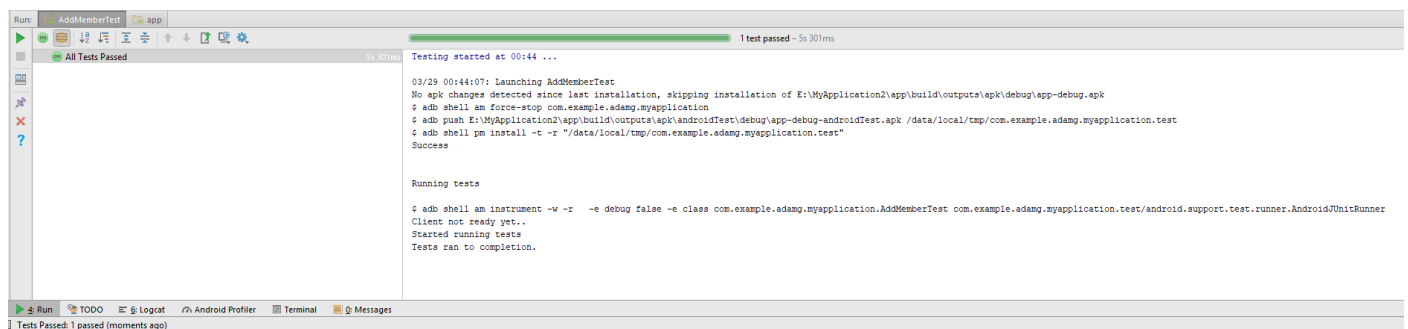 Run: AddMemberTest app
1 test passed – 5s 301ms
All Tests Passed 5s 301ms
Testing started at 00:44 ...
03/29 00:44:07: Launching AddMemberTest
No apk changes detected since last installation, skipping installation of E:\MyApplication2\app\build\outputs\apk\debug\app-debug.apk
$ adb shell am force-stop com.example.adamg.myapplication
$ adb push E:\MyApplication2\app\build\outputs\apk\androidTest\debug\app-debug-androidTest.apk /data/local/tmp/com.example.adamg.myapplication.test
$ adb shell pm install -t -r "/data/local/tmp/com.example.adamg.myapplication.test"
Success
Running tests
$ adb shell am instrument -w -r   -e debug false -e class com.example.adamg.myapplication.AddMemberTest com.example.adamg.myapplication.test/android.support.test.runner.AndroidJUnitRunner
Client not ready yet..
Started running tests
Tests ran to completion.
4: Run TODO 6: Logcat Android Profiler Terminal 0: Messages
Tests Passed: 1 passed (moments ago)